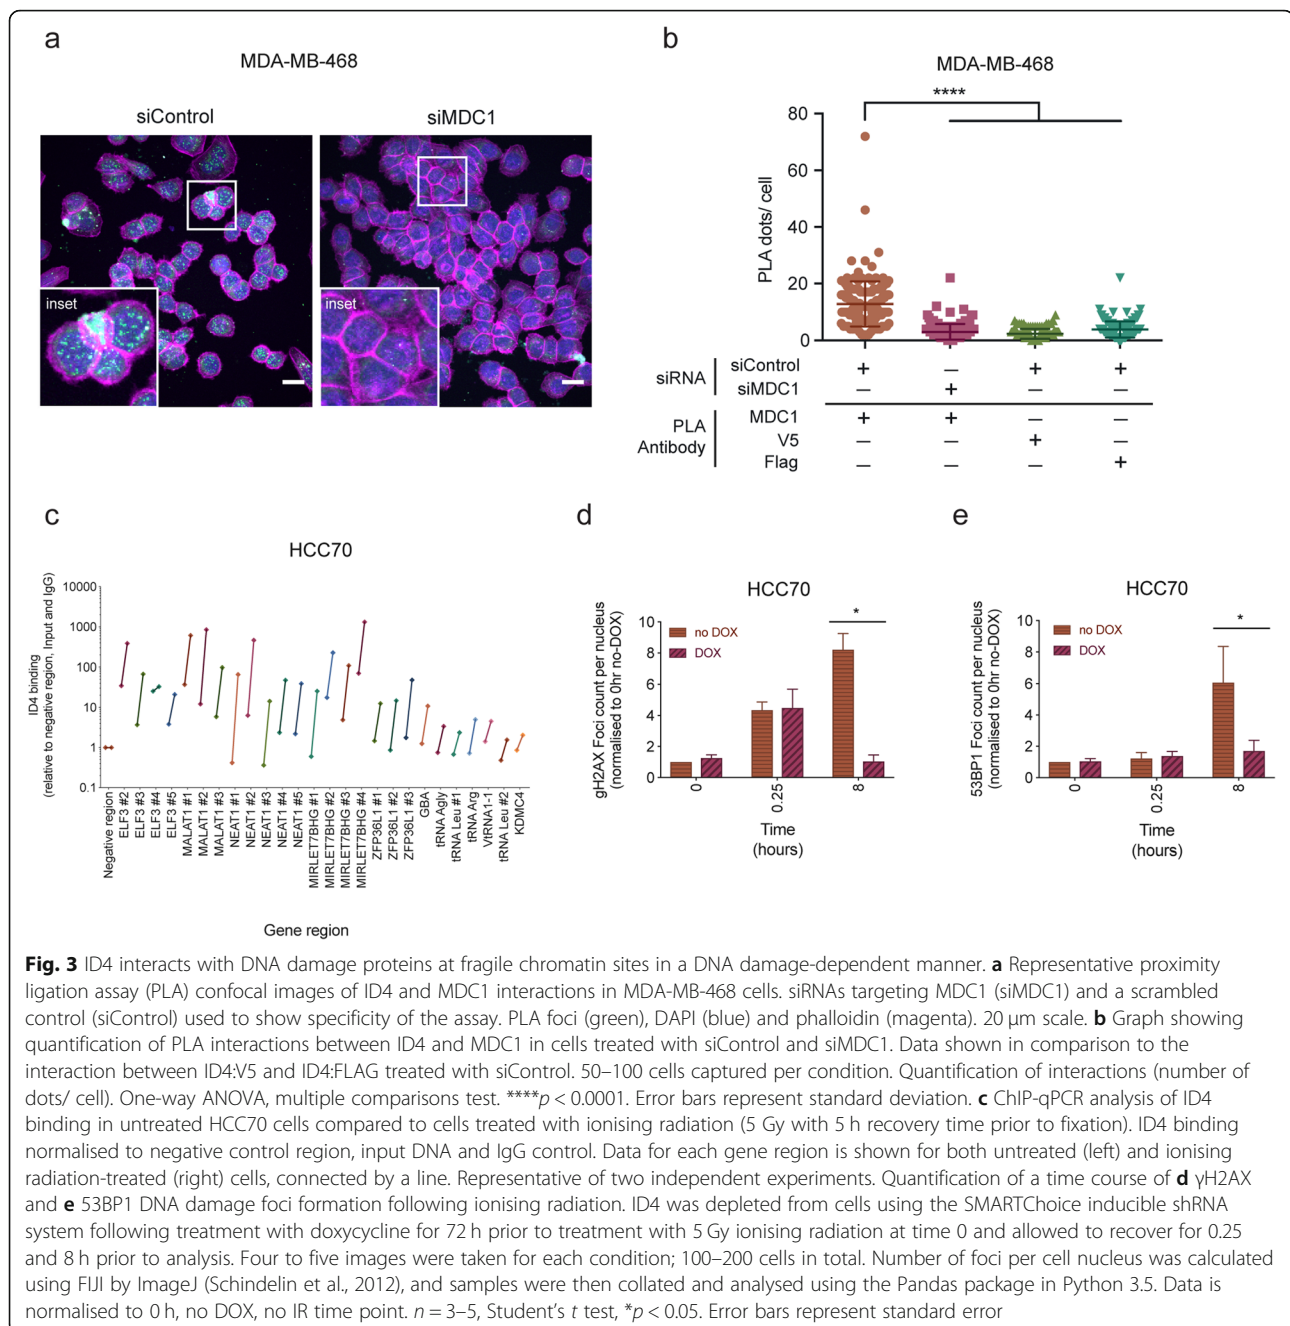 a
MDA-MB-468
siControl
siMDC1
inset
inset
b
MDA-MB-468
****
PLA dots/ cell
80
60
40
20
0
siRNA
siControl + — + +
siMDC1 — + — —
PLA
Antibody
MDC1 + + — —
V5 — — + —
Flag — — — +
c
HCC70
ID4 binding
(relative to negative region, Input and IgG)
10000
1000
100
10
1
0.1
Negative region
ELF3 #2
ELF3 #3
ELF3 #4
ELF3 #5
MALAT1 #1
MALAT1 #2
MALAT1 #3
NEAT1 #1
NEAT1 #2
NEAT1 #3
NEAT1 #4
NEAT1 #5
MIRLET7BHG #1
MIRLET7BHG #2
MIRLET7BHG #3
MIRLET7BHG #4
ZFP36L1 #1
ZFP36L1 #2
ZFP36L1 #3
GBA
tRNA Agly
tRNA Leu #1
tRNA Arg
VtRNA1-1
tRNA Leu #2
KDMC4
Gene region
d
HCC70
gH2AX Foci count per nucleus
(normalised to 0hr no-DOX)
10
8
6
4
2
0
no DOX
DOX
*
0
0.25
8
Time
(hours)
e
HCC70
53BP1 Foci count per nucleus
(normalised to 0hr no-DOX)
10
8
6
4
2
0
no DOX
DOX
*
0
0.25
8
Time
(hours)
Fig. 3 ID4 interacts with DNA damage proteins at fragile chromatin sites in a DNA damage-dependent manner. a Representative proximity
ligation assay (PLA) confocal images of ID4 and MDC1 interactions in MDA-MB-468 cells. siRNAs targeting MDC1 (siMDC1) and a scrambled
control (siControl) used to show specificity of the assay. PLA foci (green), DAPI (blue) and phalloidin (magenta). 20 μm scale. b Graph showing
quantification of PLA interactions between ID4 and MDC1 in cells treated with siControl and siMDC1. Data shown in comparison to the
interaction between ID4:V5 and ID4:FLAG treated with siControl. 50–100 cells captured per condition. Quantification of interactions (number of
dots/ cell). One-way ANOVA, multiple comparisons test. ****p < 0.0001. Error bars represent standard deviation. c ChIP-qPCR analysis of ID4
binding in untreated HCC70 cells compared to cells treated with ionising radiation (5 Gy with 5 h recovery time prior to fixation). ID4 binding
normalised to negative control region, input DNA and IgG control. Data for each gene region is shown for both untreated (left) and ionising
radiation-treated (right) cells, connected by a line. Representative of two independent experiments. Quantification of a time course of d γH2AX
and e 53BP1 DNA damage foci formation following ionising radiation. ID4 was depleted from cells using the SMARTChoice inducible shRNA
system following treatment with doxycycline for 72 h prior to treatment with 5 Gy ionising radiation at time 0 and allowed to recover for 0.25
and 8 h prior to analysis. Four to five images were taken for each condition; 100–200 cells in total. Number of foci per cell nucleus was calculated
using FIJI by ImageJ (Schindelin et al., 2012), and samples were then collated and analysed using the Pandas package in Python 3.5. Data is
normalised to 0 h, no DOX, no IR time point. n = 3–5, Student's t test, *p < 0.05. Error bars represent standard error